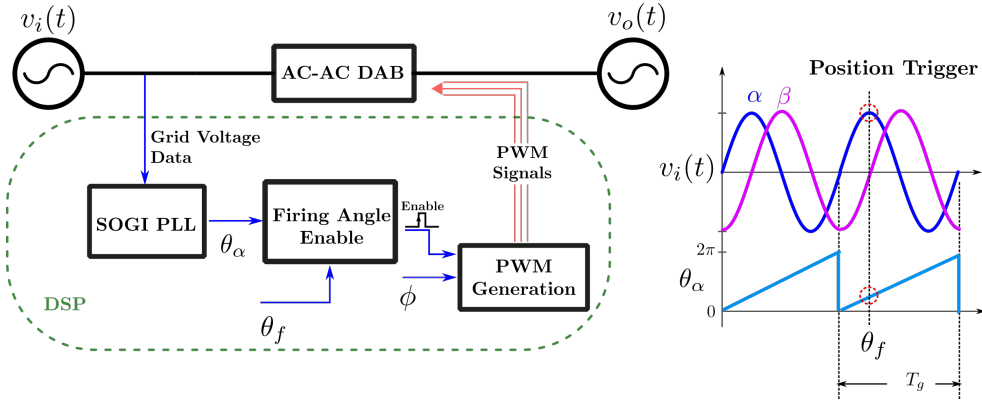 v_i(t)
v_o(t)
AC-AC DAB
Grid Voltage
Data
PWM
Signals
SOGI PLL
θ_α
Firing Angle
Enable
Enable
PWM
Generation
ϕ
θ_f
DSP
Position Trigger
α
β
v_i(t)
2π
θ_α
0
θ_f
T_g